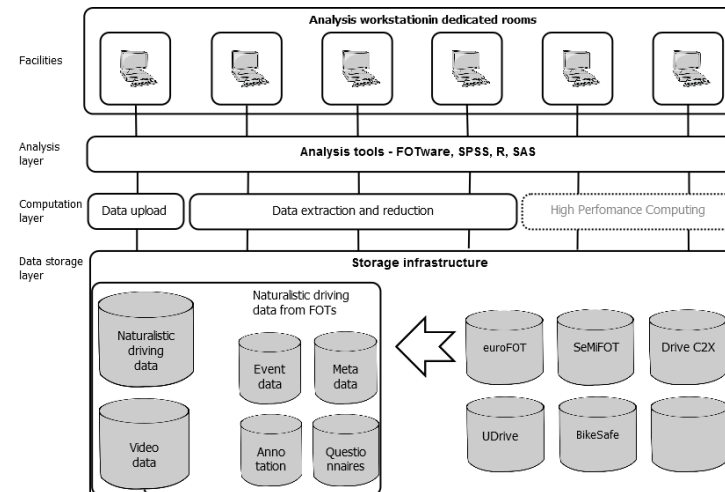 Analysis workstationin dedicated rooms
Facilities
Analysis
layer
Analysis tools - FOTware, SPSS, R, SAS
Computation
layer
Data upload
Data extraction and reduction
High Perfomance Computing
Data storage
layer
Storage infrastructure
Naturalistic
driving
data
Naturalistic driving
data from FOTs
Event
data
Meta
data
Video
data
Anno
tation
Questio
nnaires
euroFOT
SeMiFOT
Drive C2X
UDrive
BikeSafe